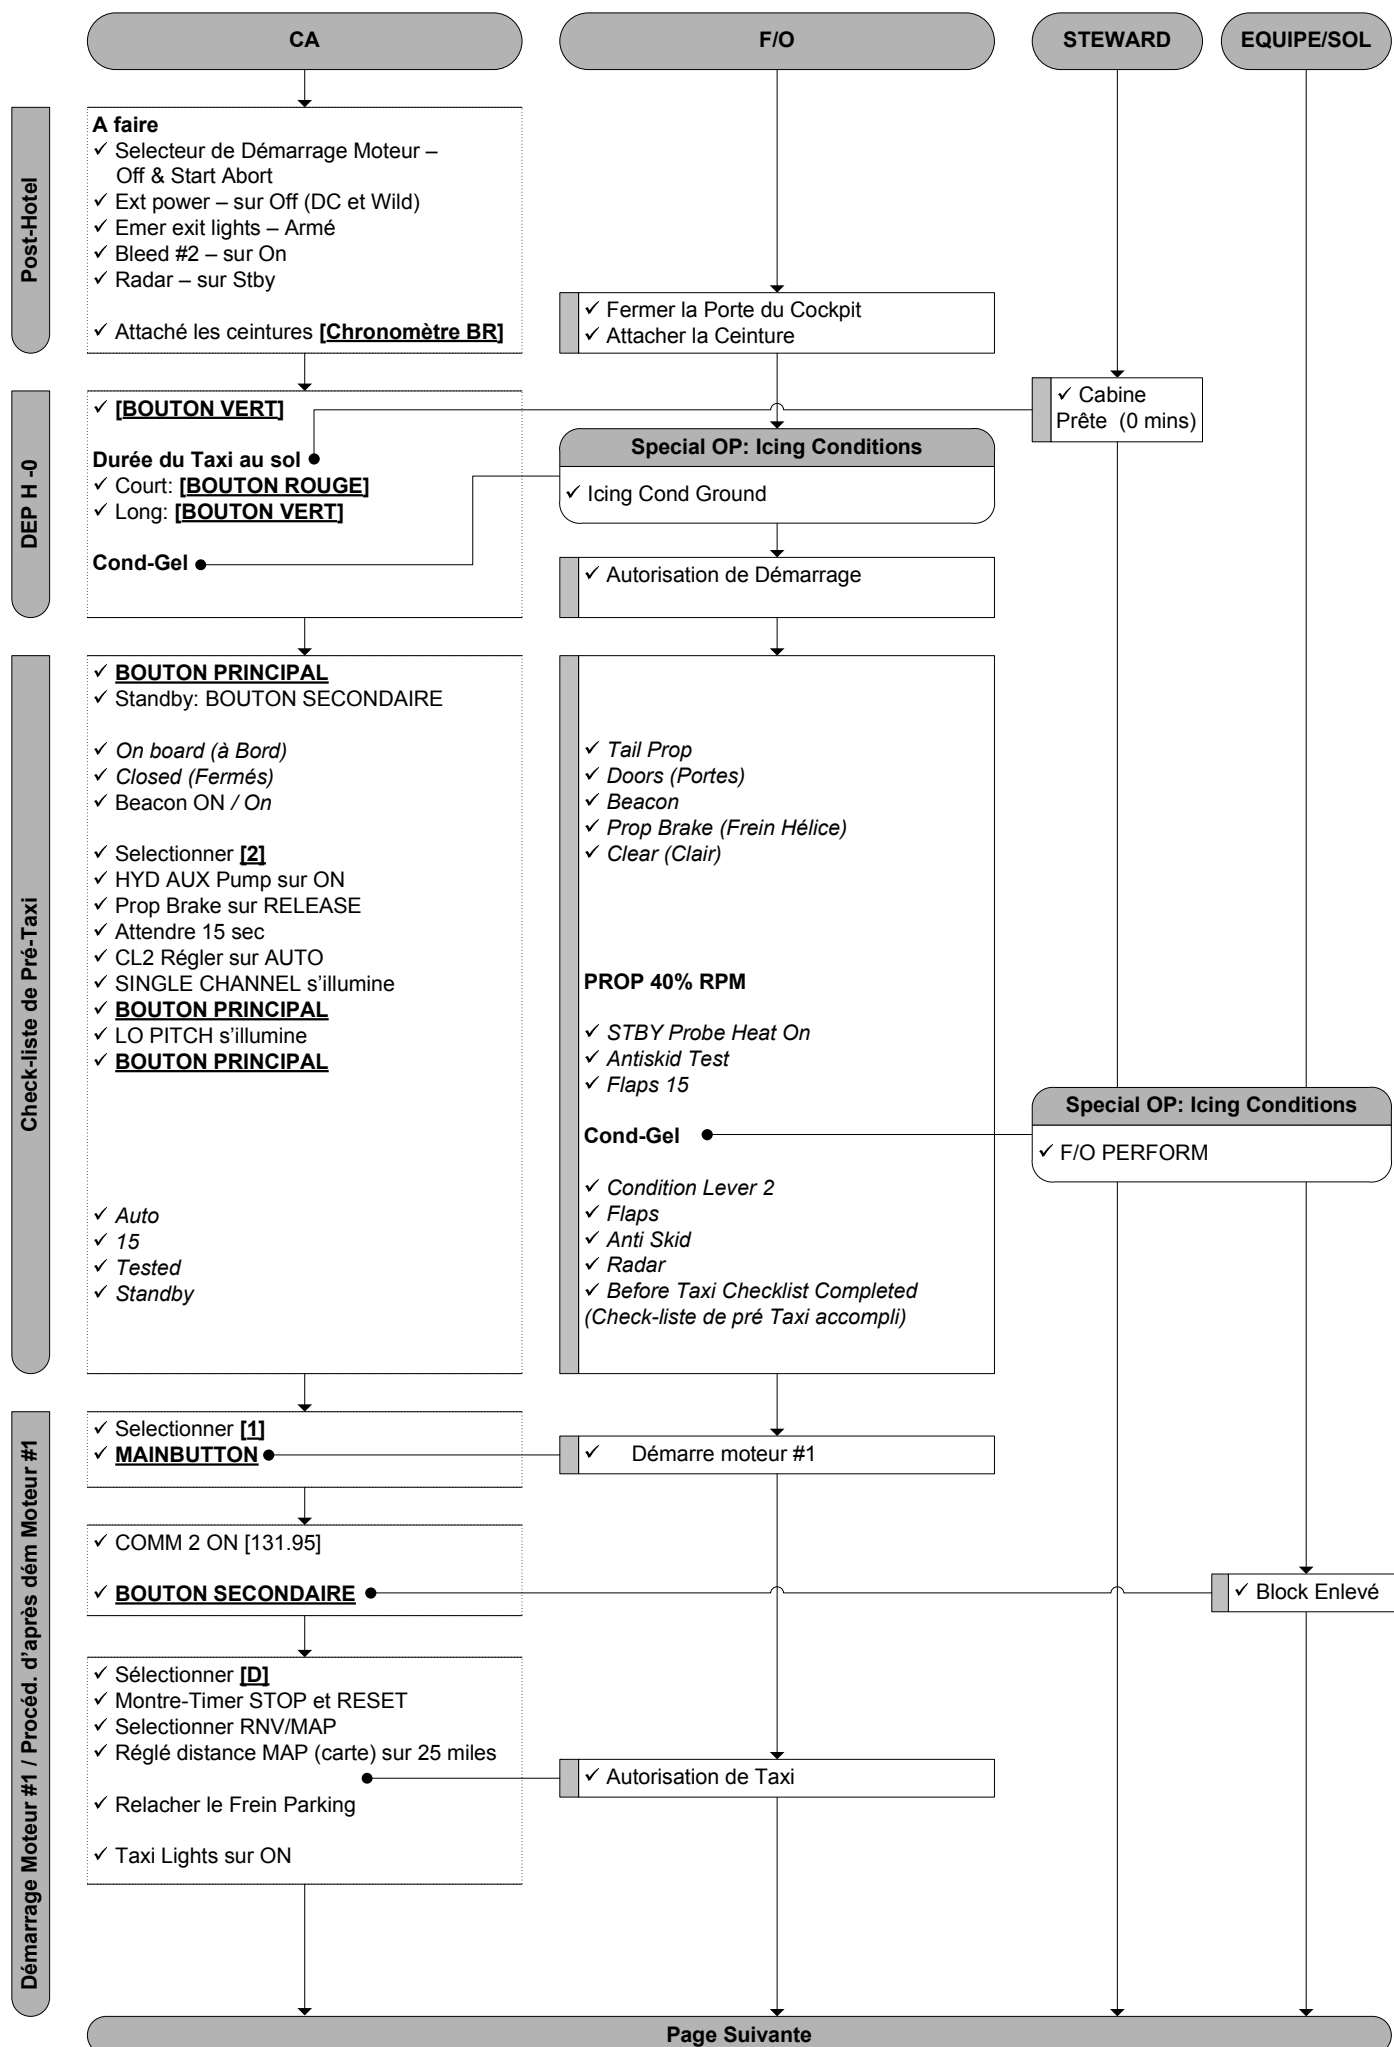 CA
F/O
STEWARD
EQUIPE/SOL
Post-Hotel
A faire
✓ Selecteur de Démarrage Moteur –
Off & Start Abort
✓ Ext power – sur Off (DC et Wild)
✓ Emer exit lights – Armé
✓ Bleed #2 – sur On
✓ Radar – sur Stby
✓ Attaché les ceintures [Chronomètre BR]
✓ Fermer la Porte du Cockpit
✓ Attacher la Ceinture
DEP H -0
✓ [BOUTON VERT]
Durée du Taxi au sol
✓ Court: [BOUTON ROUGE]
✓ Long: [BOUTON VERT]
Cond-Gel
✓ Cabine
Prête (0 mins)
Special OP: Icing Conditions
✓ Icing Cond Ground
✓ Autorisation de Démarrage
Check-liste de Pré-Taxi
✓ BOUTON PRINCIPAL
✓ Standby: BOUTON SECONDAIRE
✓ On board (à Bord)
✓ Closed (Fermés)
✓ Beacon ON / On
✓ Selectionner [2]
✓ HYD AUX Pump sur ON
✓ Prop Brake sur RELEASE
✓ Attendre 15 sec
✓ CL2 Régler sur AUTO
✓ SINGLE CHANNEL s’illumine
✓ BOUTON PRINCIPAL
✓ LO PITCH s’illumine
✓ BOUTON PRINCIPAL
✓ Auto
✓ 15
✓ Tested
✓ Standby
✓ Tail Prop
✓ Doors (Portes)
✓ Beacon
✓ Prop Brake (Frein Hélice)
✓ Clear (Clair)
PROP 40% RPM
✓ STBY Probe Heat On
✓ Antiskid Test
✓ Flaps 15
Cond-Gel
✓ Condition Lever 2
✓ Flaps
✓ Anti Skid
✓ Radar
✓ Before Taxi Checklist Completed
(Check-liste de pré Taxi accompli)
Special OP: Icing Conditions
✓ F/O PERFORM
Démarrage Moteur #1 / Procéd. d’après dém Moteur #1
✓ Selectionner [1]
✓ MAINBUTTON
✓ Démarre moteur #1
✓ COMM 2 ON [131.95]
✓ BOUTON SECONDAIRE
✓ Block Enlevé
✓ Sélectionner [D]
✓ Montre-Timer STOP et RESET
✓ Selectionner RNV/MAP
✓ Réglé distance MAP (carte) sur 25 miles
✓ Relacher le Frein Parking
✓ Taxi Lights sur ON
✓ Autorisation de Taxi
Page Suivante